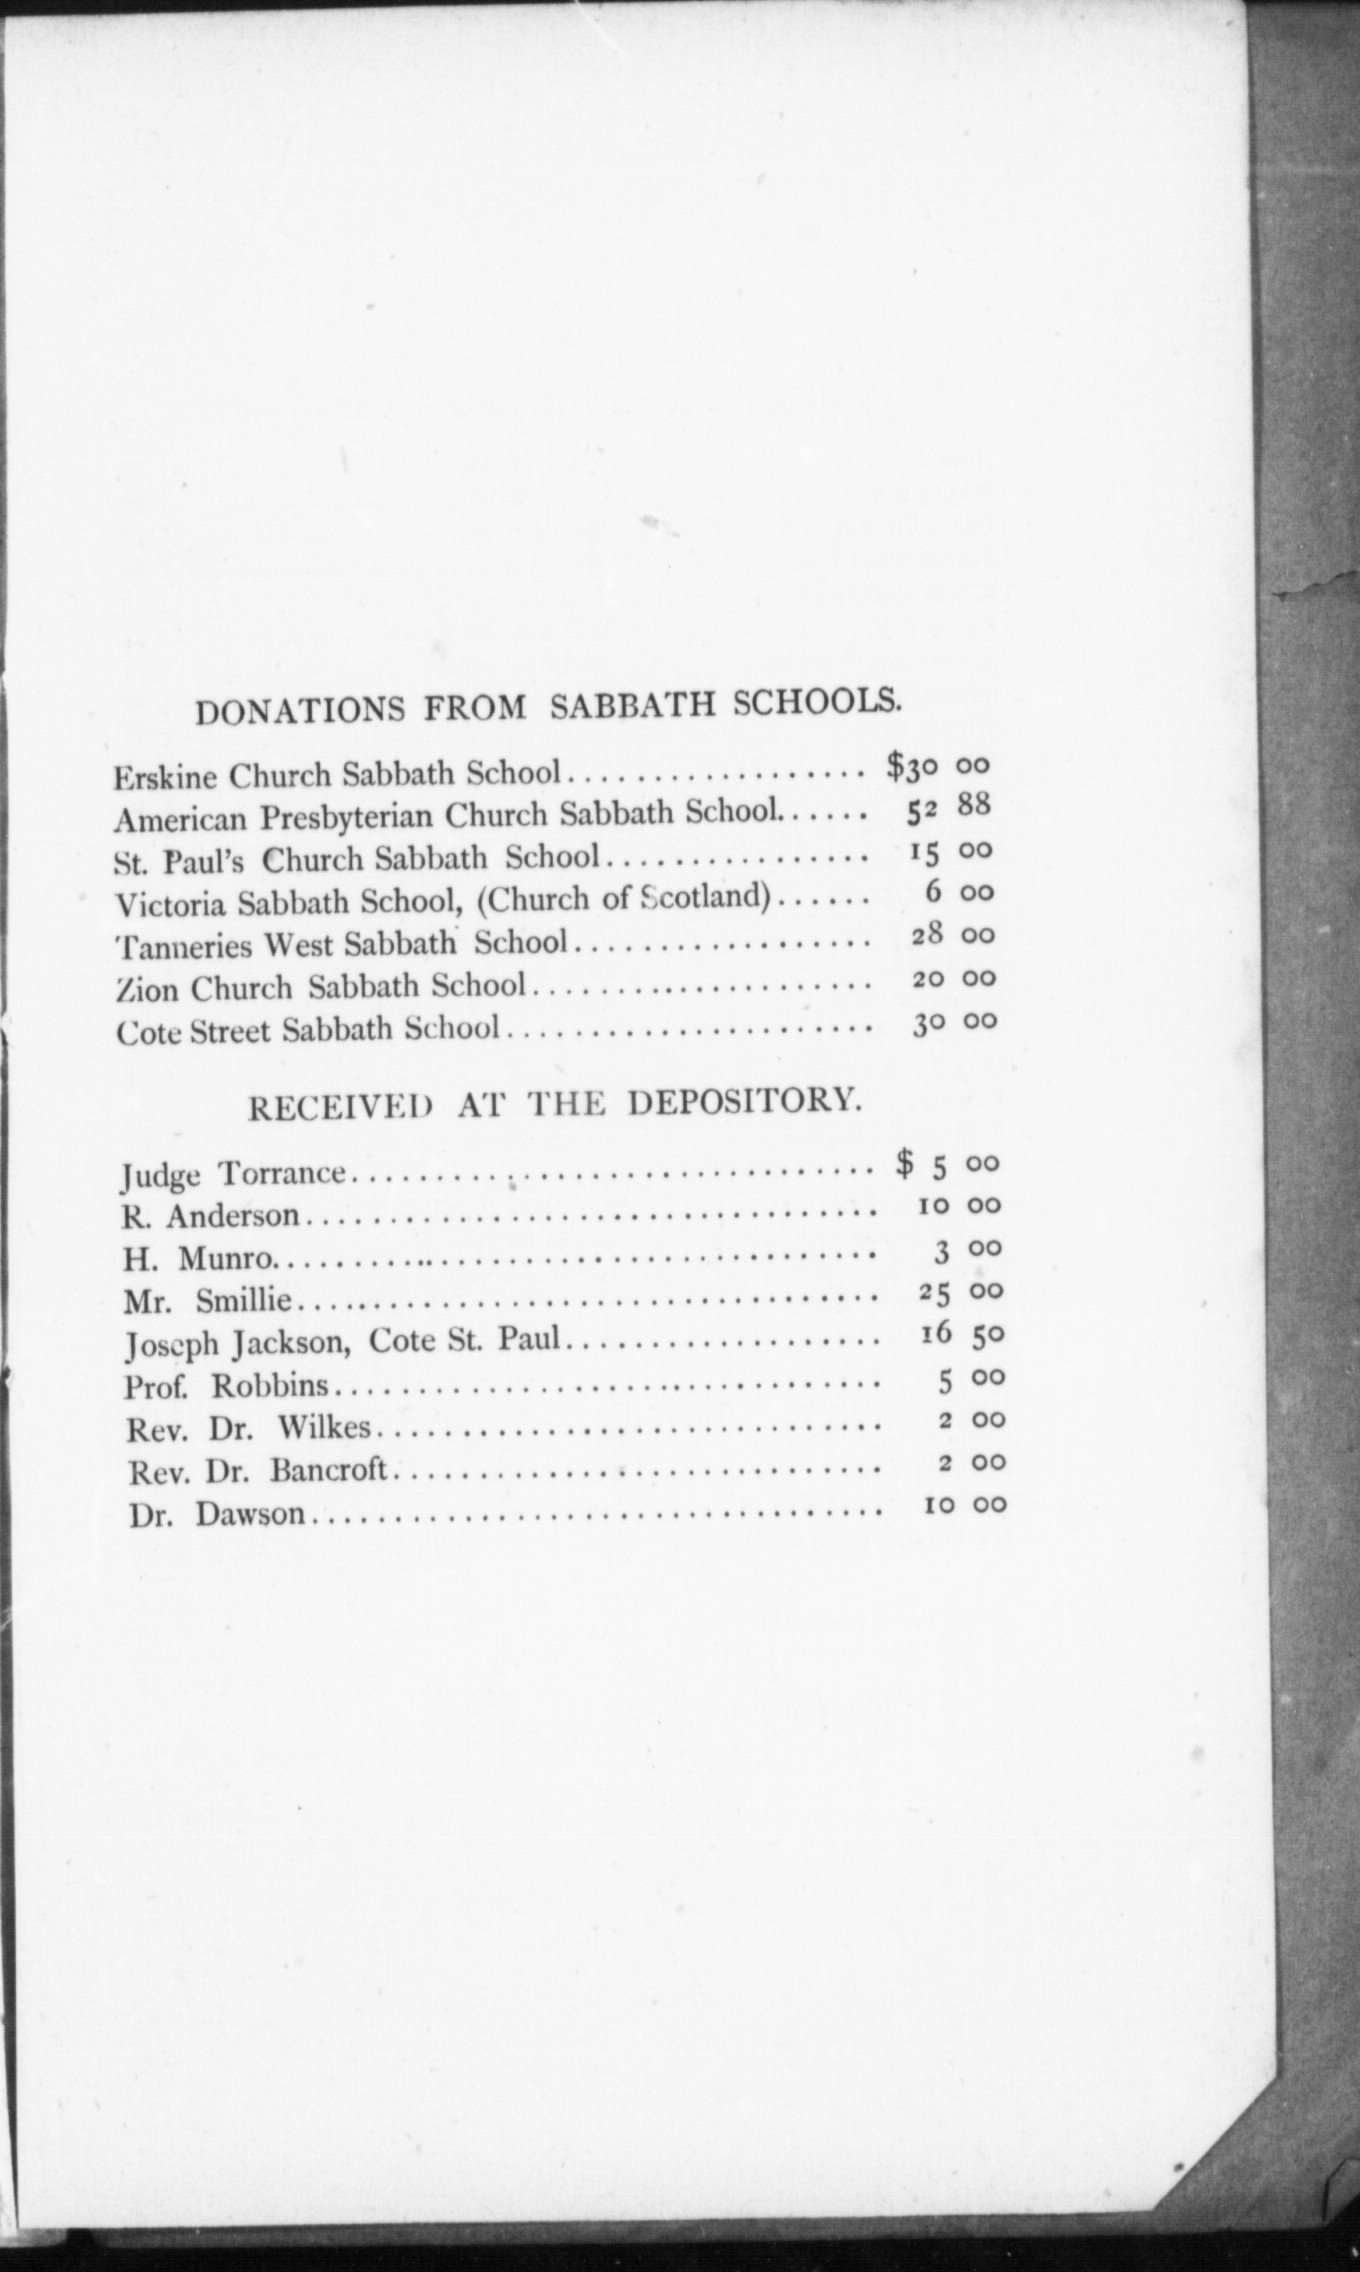 DONATIONS FROM SABBATH SCHOOLS.
Erskine Church Sabbath School.................. $30 00
American Presbyterian Church Sabbath School...... 52 88
St. Paul's Church Sabbath School................ 15 00
Victoria Sabbath School, (Church of Scotland)...... 6 00
Tanneries West Sabbath School.................. 28 00
Zion Church Sabbath School..................... 20 00
Cote Street Sabbath School...................... 30 00
RECEIVED AT THE DEPOSITORY.
Judge Torrance............................... $ 5 00
R. Anderson.................................. 10 00
H. Munro.................................... 3 00
Mr. Smillie................................... 25 00
Joseph Jackson, Cote St. Paul................... 16 50
Prof. Robbins................................. 5 00
Rev. Dr. Wilkes.............................. 2 00
Rev. Dr. Bancroft............................. 2 00
Dr. Dawson.................................. 10 00